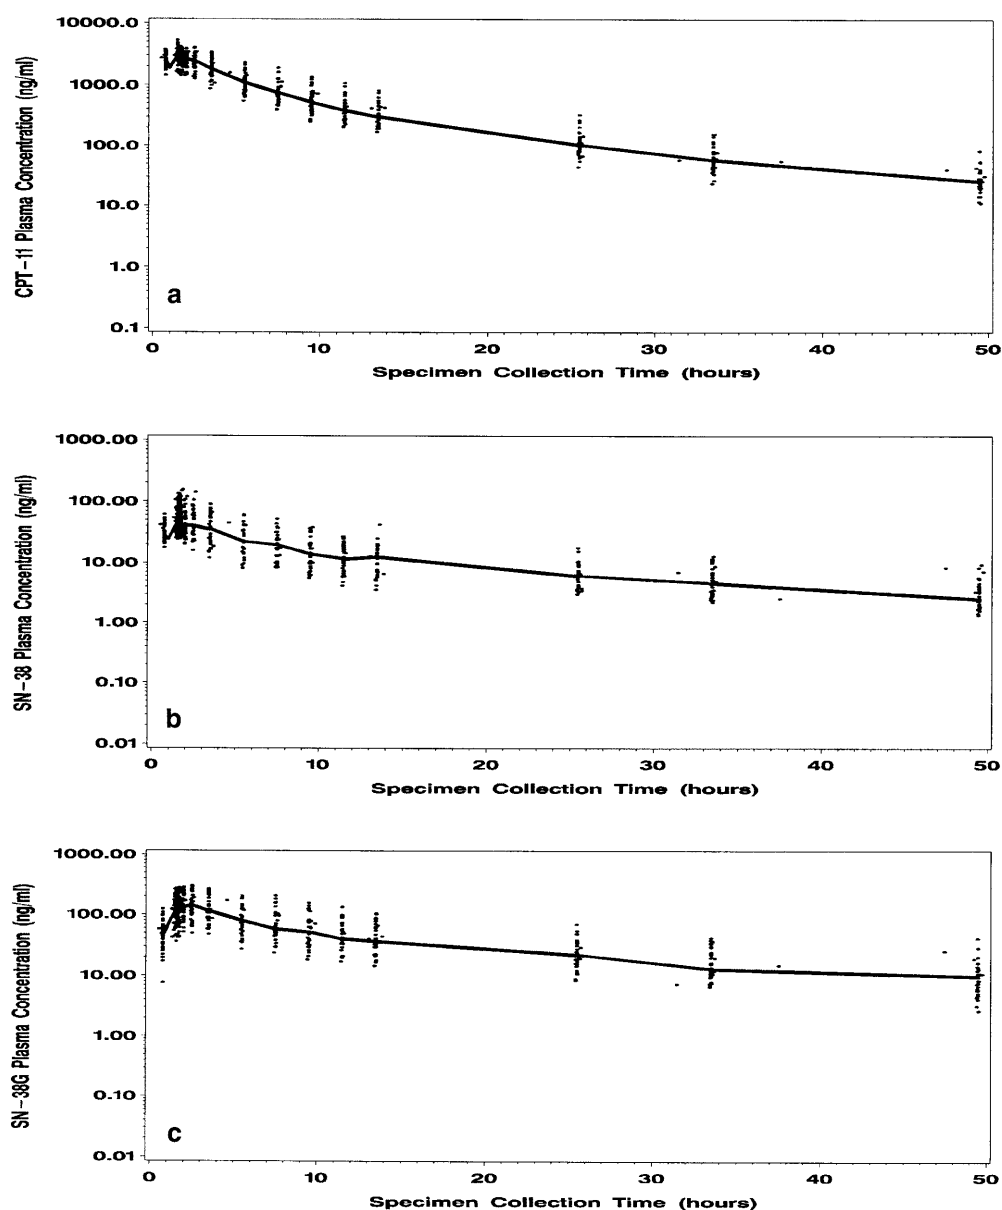 CPT-11 Plasma Concentration (ng/ml)
10000.0
1000.0
100.0
10.0
1.0
0.1
a
0 10 20 30 40 50
Specimen Collection Time (hours)
SN-38 Plasma Concentration (ng/ml)
1000.00
100.00
10.00
1.00
0.10
0.01
b
0 10 20 30 40 50
Specimen Collection Time (hours)
SN-38G Plasma Concentration (ng/ml)
1000.00
100.00
10.00
1.00
0.10
0.01
c
0 10 20 30 40 50
Specimen Collection Time (hours)